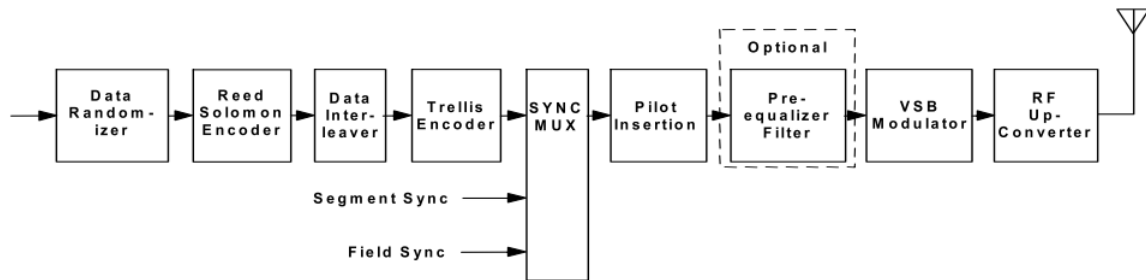 Optional
Data
Random-
izer
Reed
Solomon
Encoder
Data
Inter-
leaver
Trellis
Encoder
SYNC
MUX
Pilot
Insertion
Pre-
equalizer
Filter
VSB
Modulator
RF
Up-
Converter
Segment Sync
Field Sync